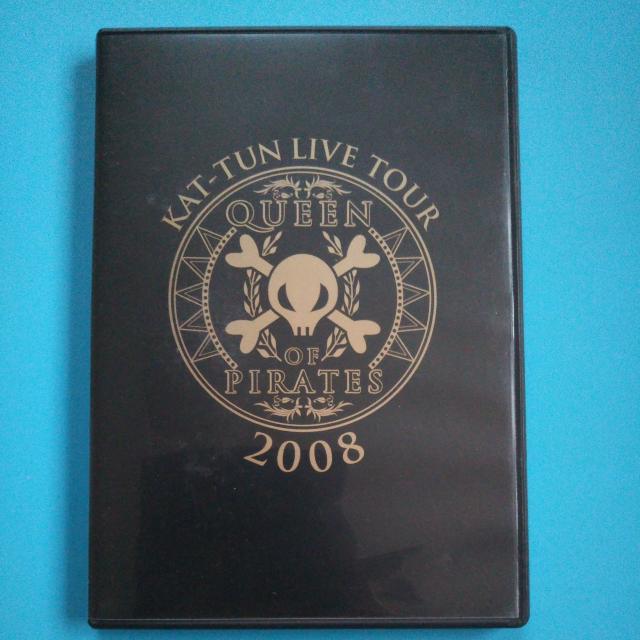 KAT-TUN LIVE TOUR
QUEEN
OF
PIRATES
2008